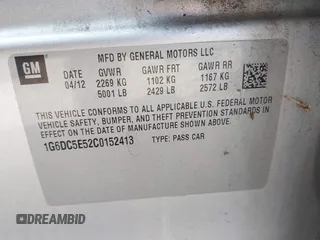 GM
MFD BY GENERAL MOTORS LLC
DATE GVWR GAWR FRT GAWR RR
04/12 2269 KG 1102 KG 1167 KG
5001 LB 2429 LB 2572 LB
THIS VEHICLE CONFORMS TO ALL APPLICABLE U.S. FEDERAL MOTOR
VEHICLE SAFETY, BUMPER, AND THEFT PREVENTION STANDARDS IN
EFFECT ON THE DATE OF MANUFACTURE SHOWN ABOVE.
1G6DC5E52C0152413 TYPE: PASS CAR
DREAMBID